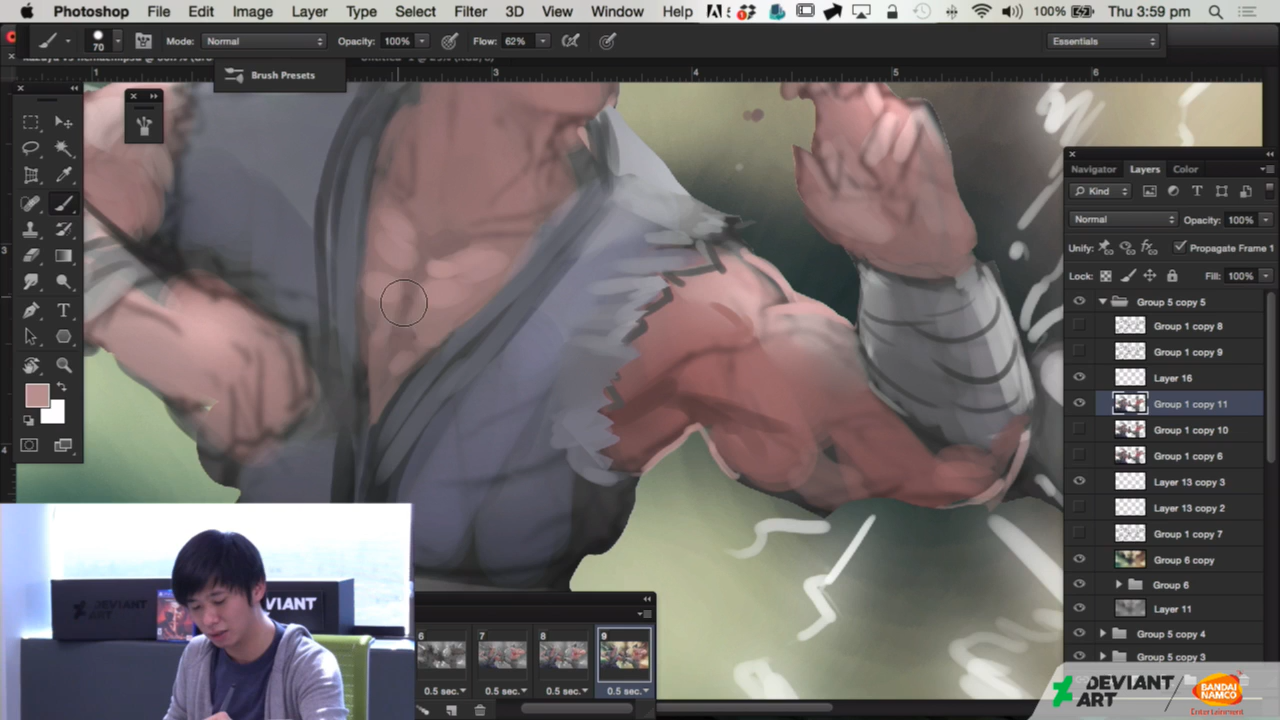 Photoshop File Edit Image Layer Type Select Filter 3D View Window Help 100% Thu 3:59 pm
70 Mode: Normal Opacity: 100% Flow: 62% Essentials
Brush Presets
1 3 4 5 6
Navigator Layers Color
Kind
Normal Opacity: 100%
Unify: Propagate Frame 1
Lock: Fill: 100%
Group 5 copy 5
Group 1 copy 8
Group 1 copy 9
Layer 16
Group 1 copy 11
Group 1 copy 10
Group 1 copy 6
Layer 13 copy 3
Layer 13 copy 2
Group 1 copy 7
Group 6 copy
Group 6
Layer 11
Group 5 copy 4
Group 5 copy 3
3
4
6 7 8 9
0.5 sec. 0.5 sec. 0.5 sec. 0.5 sec.
DEVIANT
ART
DEVIANT
DEVIANT
ART
BANDAI
NAMCO
Entertainment